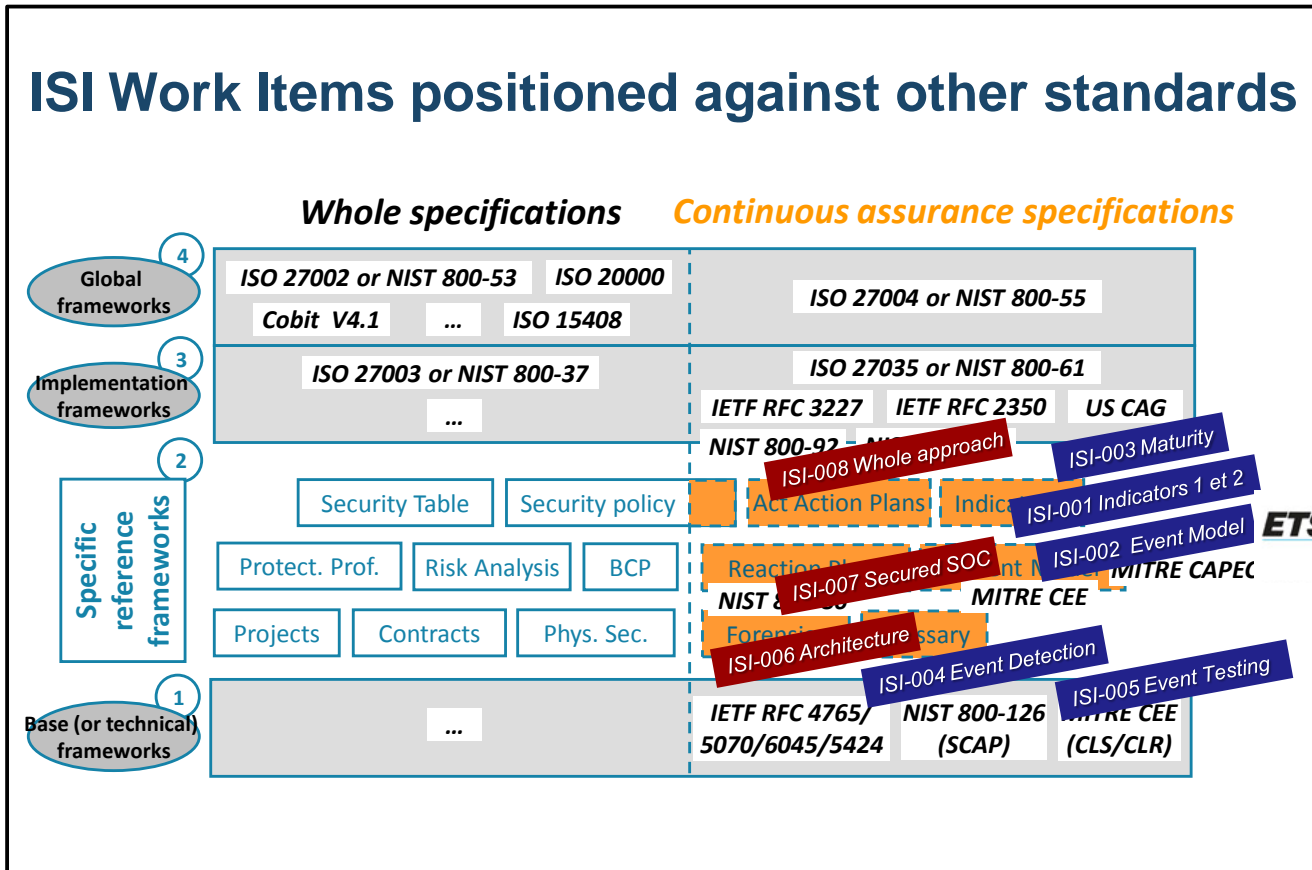 ISI Work Items positioned against other standards
Whole specifications
Continuous assurance specifications
4
Global
frameworks
ISO 27002 or NIST 800-53
ISO 20000
Cobit V4.1
...
ISO 15408
ISO 27004 or NIST 800-55
3
Implementation
frameworks
ISO 27003 or NIST 800-37
...
ISO 27035 or NIST 800-61
IETF RFC 3227
IETF RFC 2350
US CAG
NIST 800-92
ISI-008 Whole approach
ISI-003 Maturity
2
Specific
reference
frameworks
Security Table
Security policy
Act Action Plans
ISI-001 Indicators 1 et 2
Protect. Prof.
Risk Analysis
BCP
Reaction
ISI-007 Secured SOC
ISI-002 Event Model
MITRE CAPEC
NIST
MITRE CEE
Projects
Contracts
Phys. Sec.
ISI-006 Architecture
ISI-004 Event Detection
ISI-005 Event Testing
1
Base (or technical)
frameworks
...
IETF RFC 4765/
5070/6045/5424
NIST 800-126
(SCAP)
MITRE CEE
(CLS/CLR)